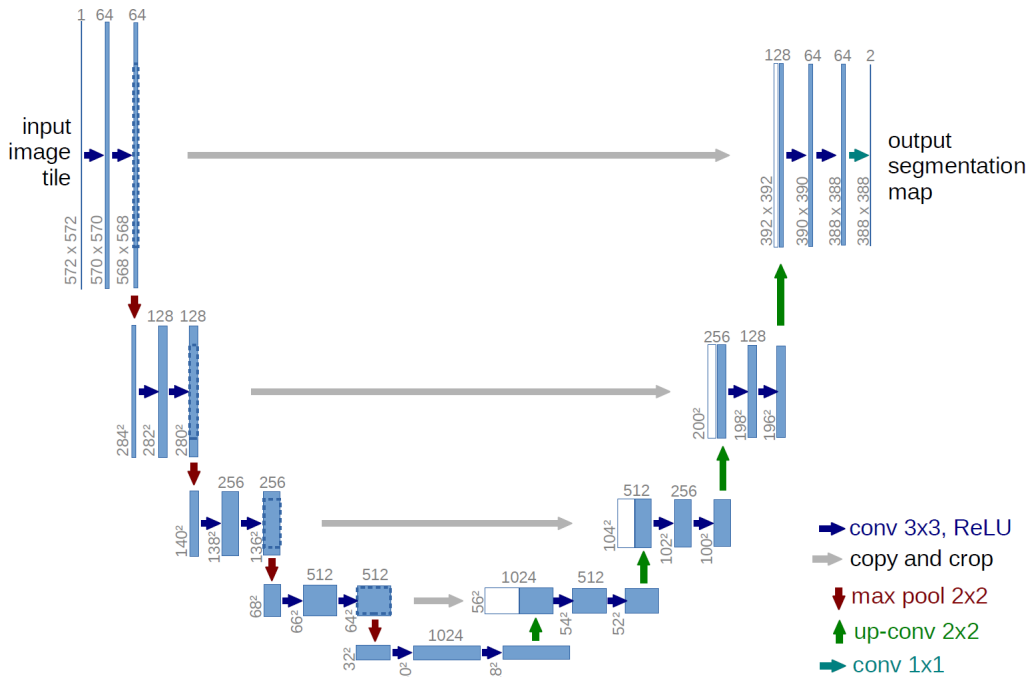 1 64 64
128 64 64 2
input
image
tile
output
segmentation
map
572 x 572
570 x 570
568 x 568
392 x 392
390 x 390
388 x 388
388 x 388
128 128
256 128
284²
282²
280²
200²
198²
196²
256 256
512 256
140²
138²
136²
104²
102²
100²
512 512
1024 512
68²
66²
64²
56²
54²
52²
1024
32²
0²
8²
conv 3x3, ReLU
copy and crop
max pool 2x2
up-conv 2x2
conv 1x1